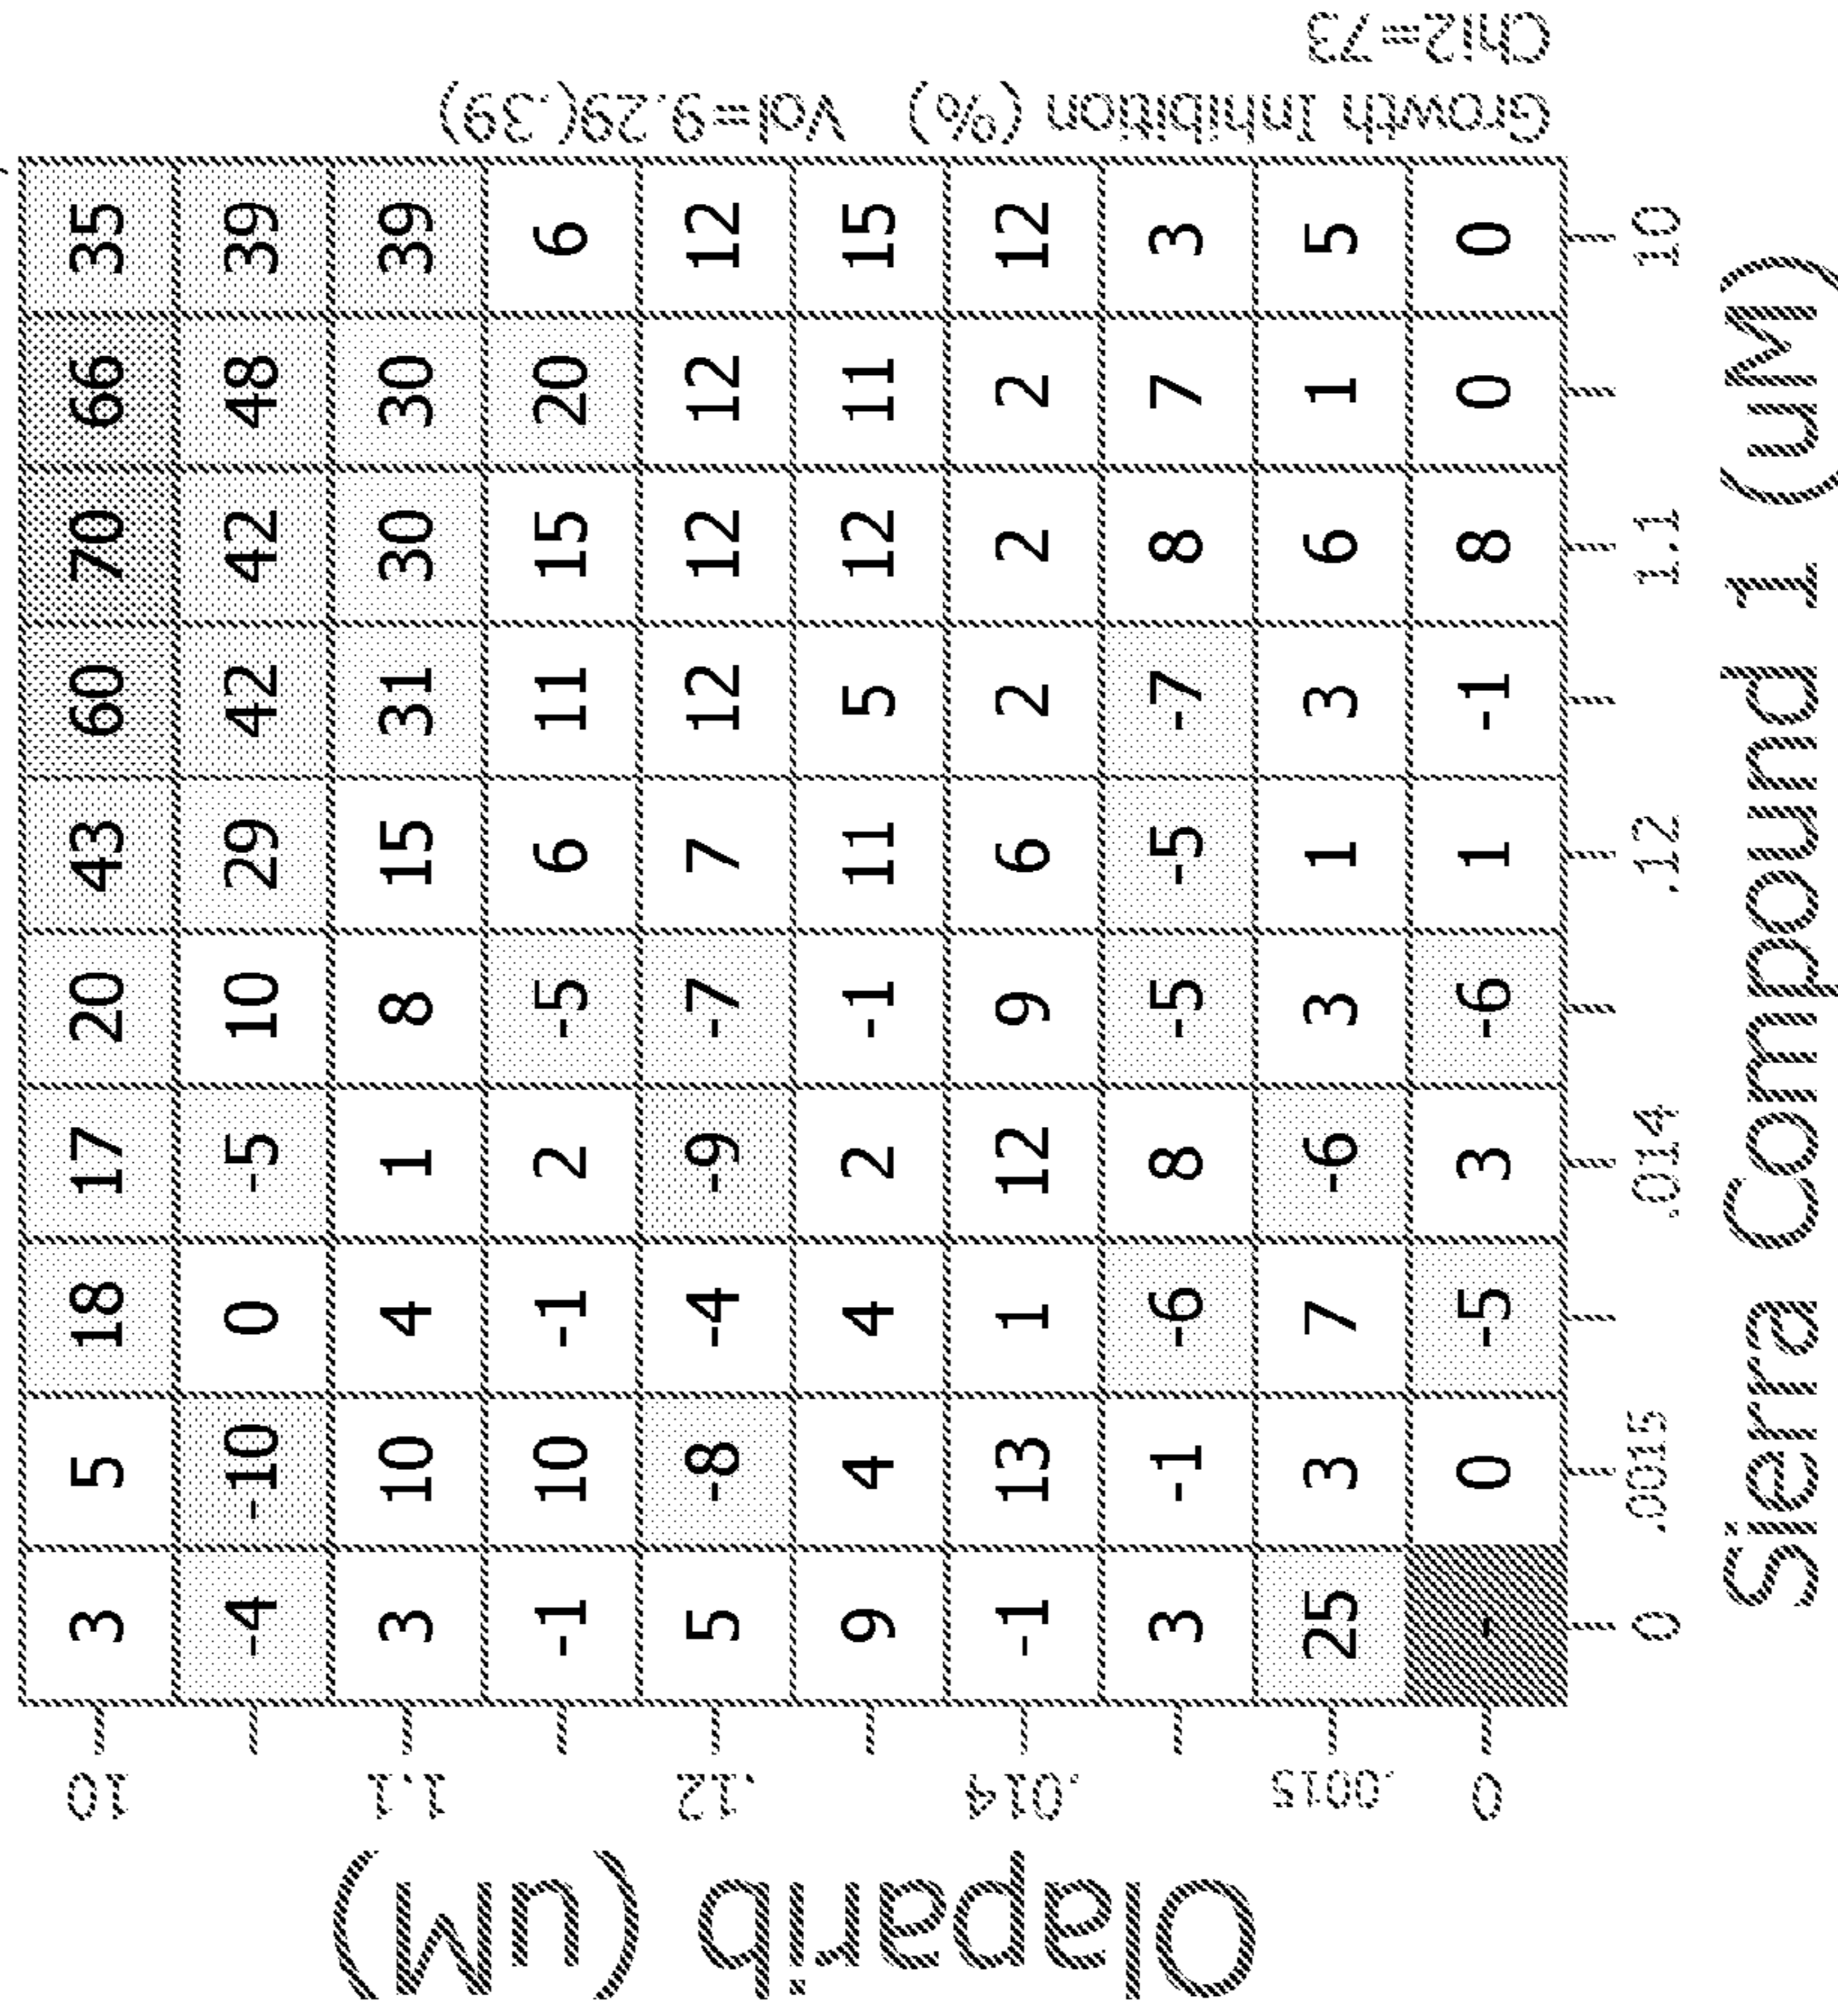 Growth Inhibition (%) Vol=9.29(.39)
Chi2=73
Olaparib (uM)
10 3 5 18 17 20 43 60 70 66 35
-4 -10 0 -5 10 29 42 42 48 39
1.1 3 10 4 1 8 15 31 30 30 39
-1 10 -1 2 -5 6 11 15 20 6
.12 5 -8 -4 -9 -7 7 12 12 12 12
9 4 4 2 -1 11 5 12 11 15
.014 -1 13 1 12 9 6 2 2 2 12
3 -1 -6 8 -5 -5 -7 8 7 3
.0015 25 3 7 -6 3 1 3 6 1 5
0 - 0 -5 3 -6 1 -1 8 0 0
0 .0015 .014 .12 1.1 10
Sierra Compound 1 (uM)